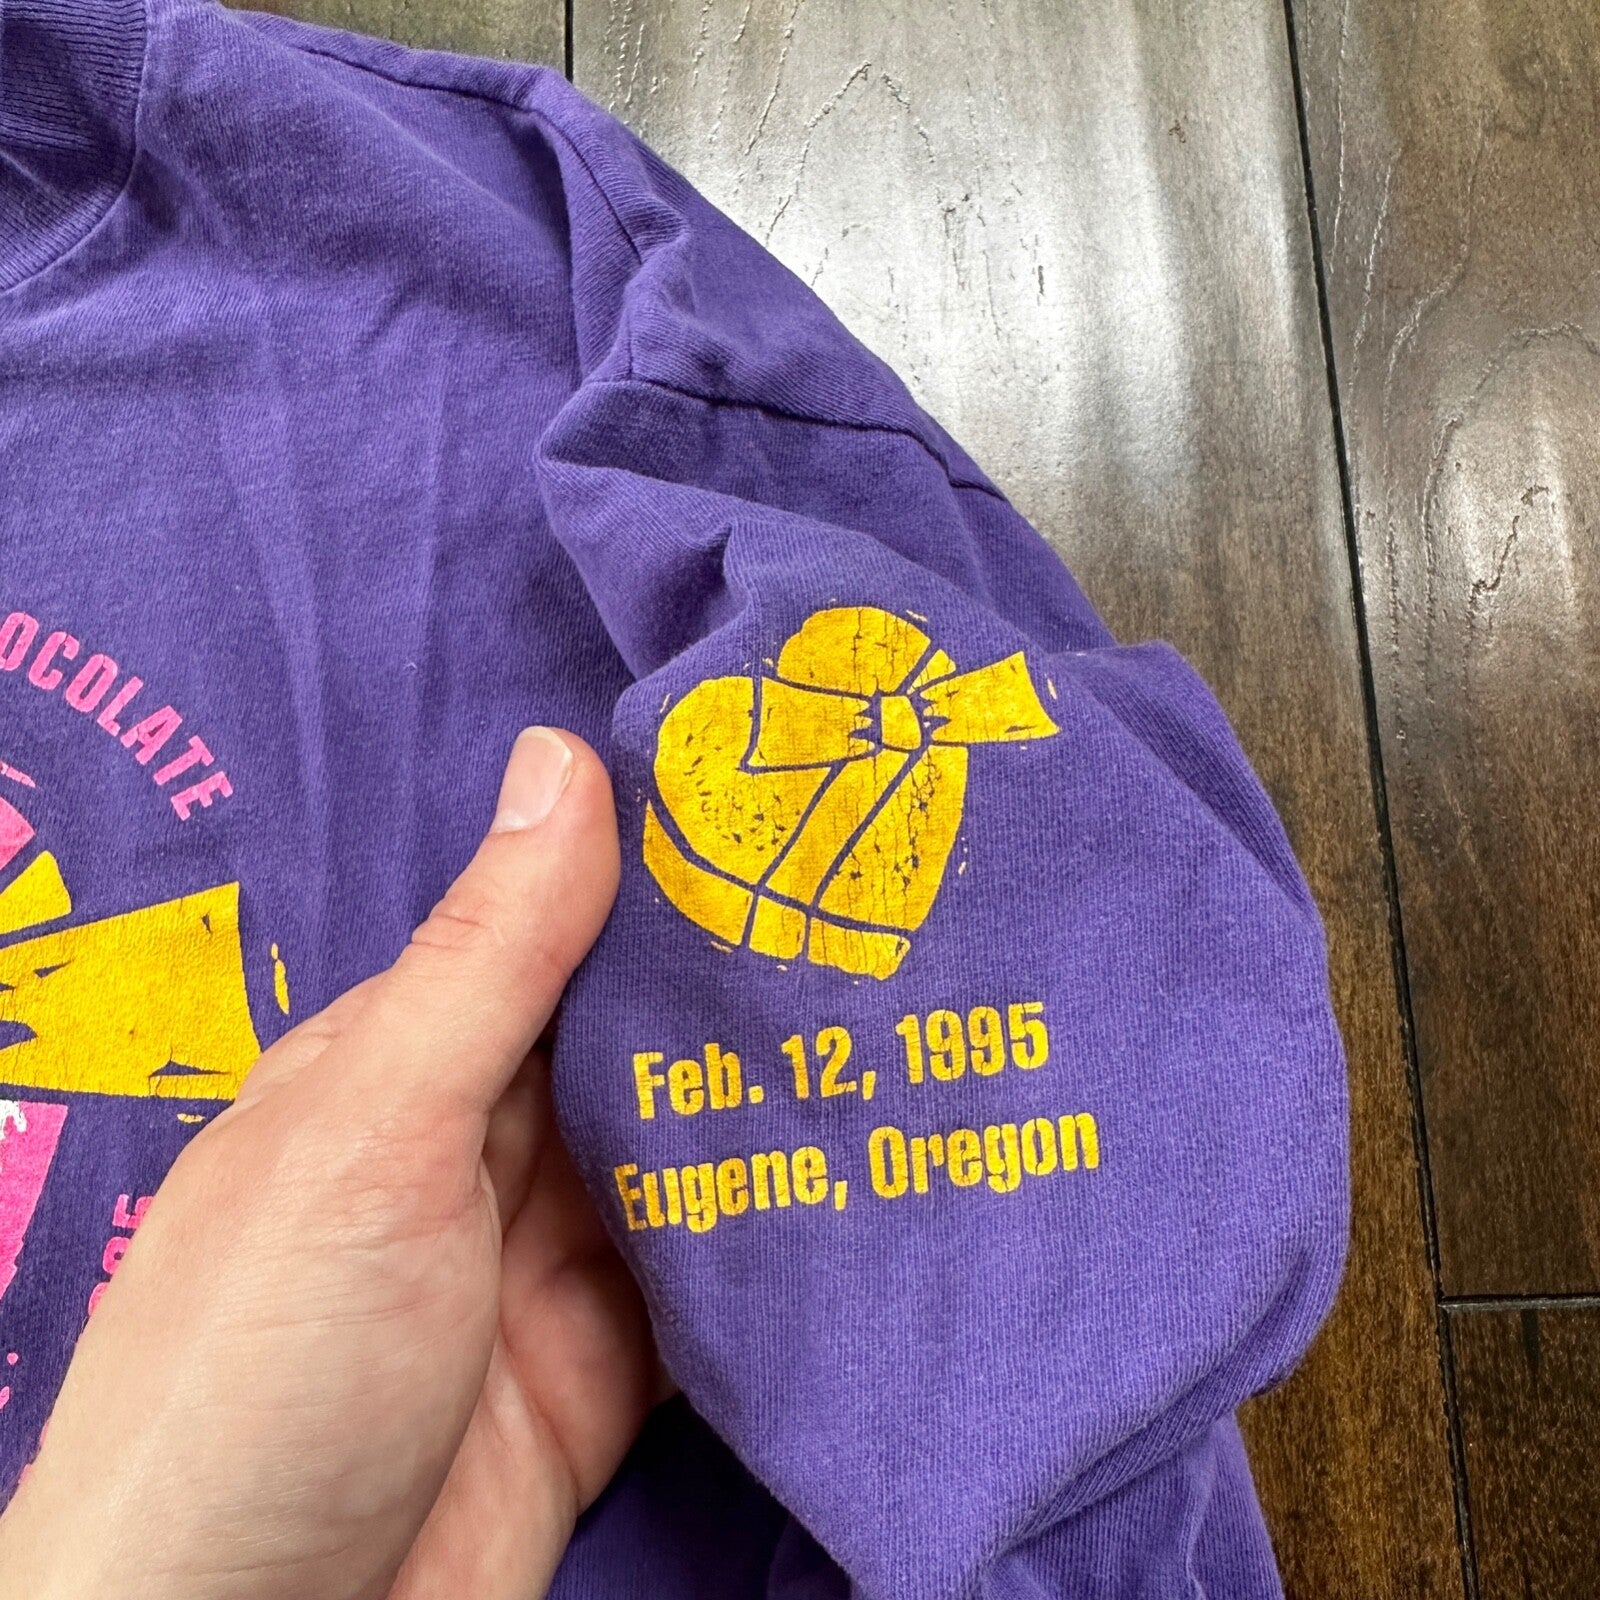 OCOLATE
Feb. 12, 1995
Eugene, Oregon